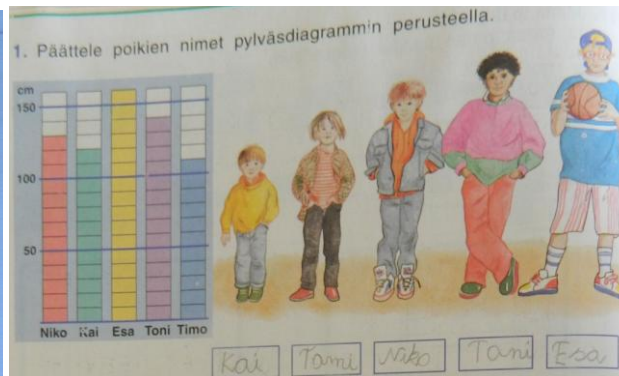 1. Päättele poikien nimet pylväsdiagrammin perusteella.
cm
150
100
50
Niko Kai Esa Toni Timo
Kai Tomi Niko Toni Esa